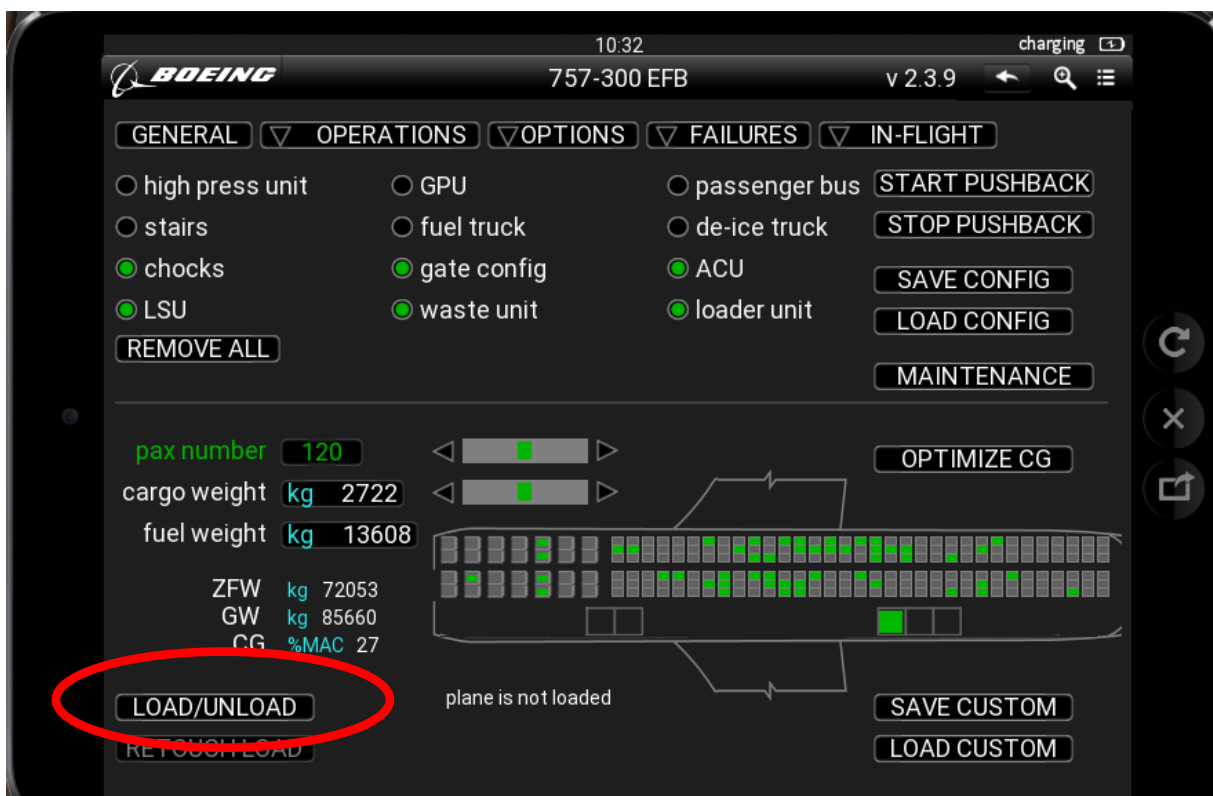 10:32 charging
BOEING 757-300 EFB v 2.3.9
GENERAL OPERATIONS OPTIONS FAILURES IN-FLIGHT
high press unit GPU passenger bus START PUSHBACK
stairs fuel truck de-ice truck STOP PUSHBACK
chocks gate config ACU SAVE CONFIG
LSU waste unit loader unit LOAD CONFIG
REMOVE ALL
MAINTENANCE
pax number 120 OPTIMIZE CG
cargo weight kg 2722
fuel weight kg 13608
ZFW kg 72053
GW kg 85660
CG %MAC 27
LOAD/UNLOAD plane is not loaded SAVE CUSTOM
RETOUCH LOAD LOAD CUSTOM